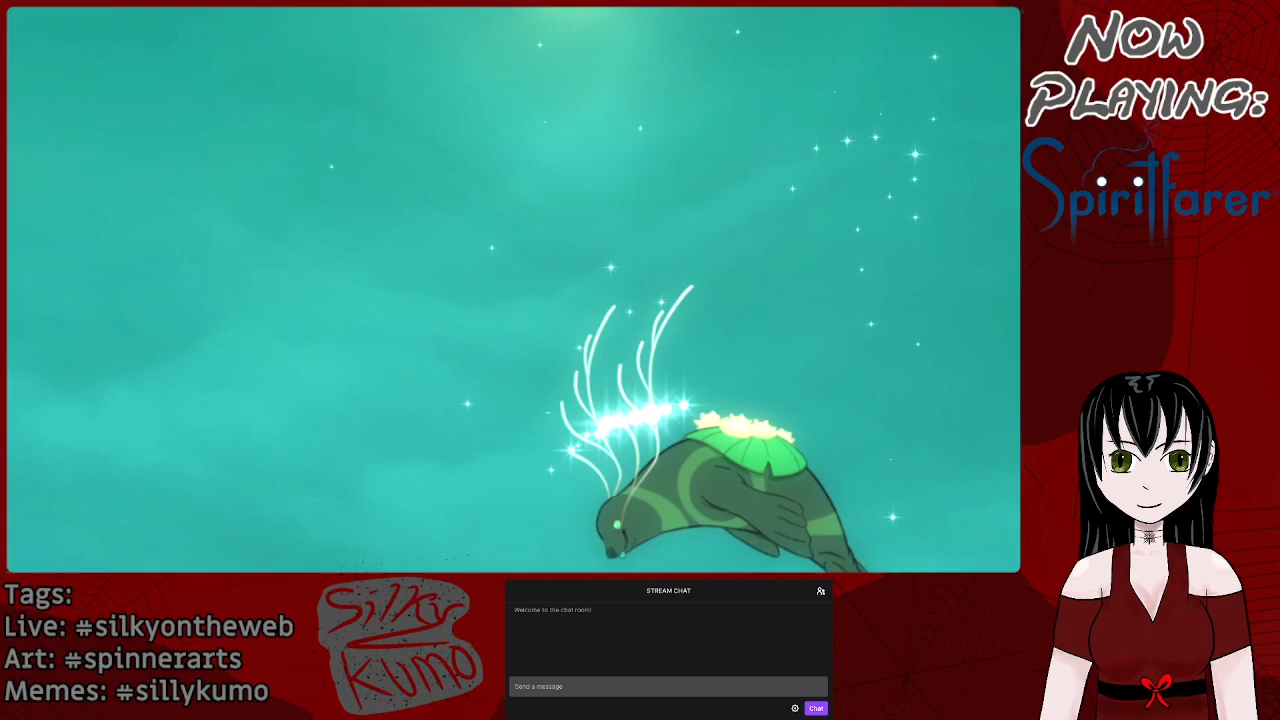 Now
Playing:
Spiritfarer
Tags:
Live: #silkyontheweb
Art: #spinnerarts
Memes: #sillykumo
Silky
Kumo
STREAM CHAT
Welcome to the chat room!
Send a message
Chat